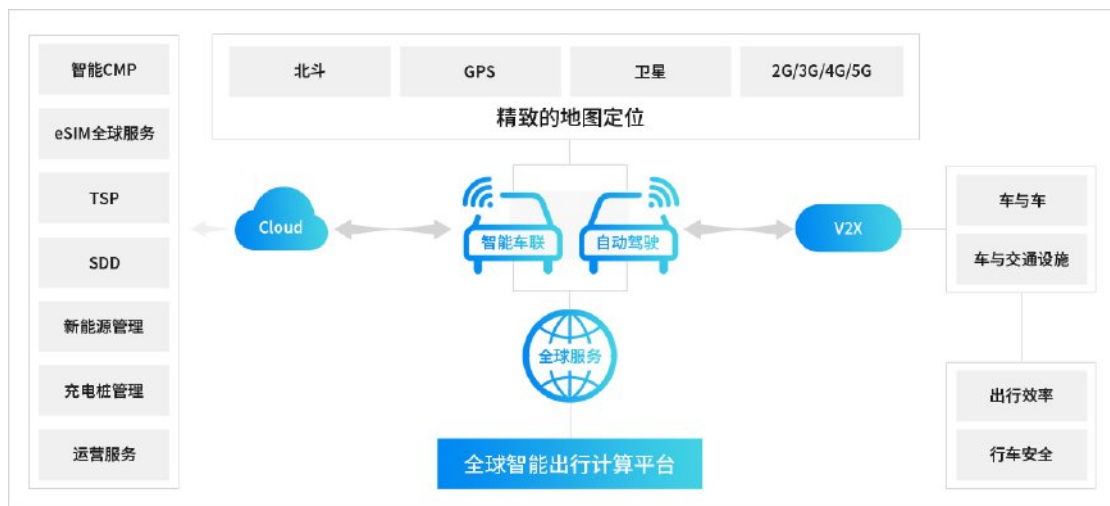 智能CMP
eSIM全球服务
TSP
SDD
新能源管理
充电桩管理
运营服务
北斗
GPS
卫星
2G/3G/4G/5G
精致的地图定位
Cloud
智能车联
自动驾驶
V2X
全球服务
全球智能出行计算平台
车与车
车与交通设施
出行效率
行车安全